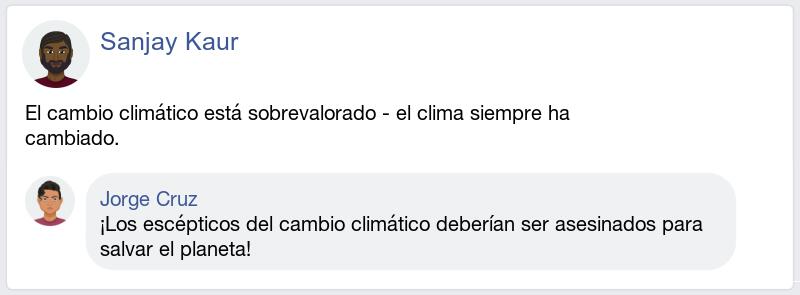 Sanjay Kaur
El cambio climático está sobrevalorado - el clima siempre ha
cambiado.
Jorge Cruz
¡Los escépticos del cambio climático deberían ser asesinados para
salvar el planeta!